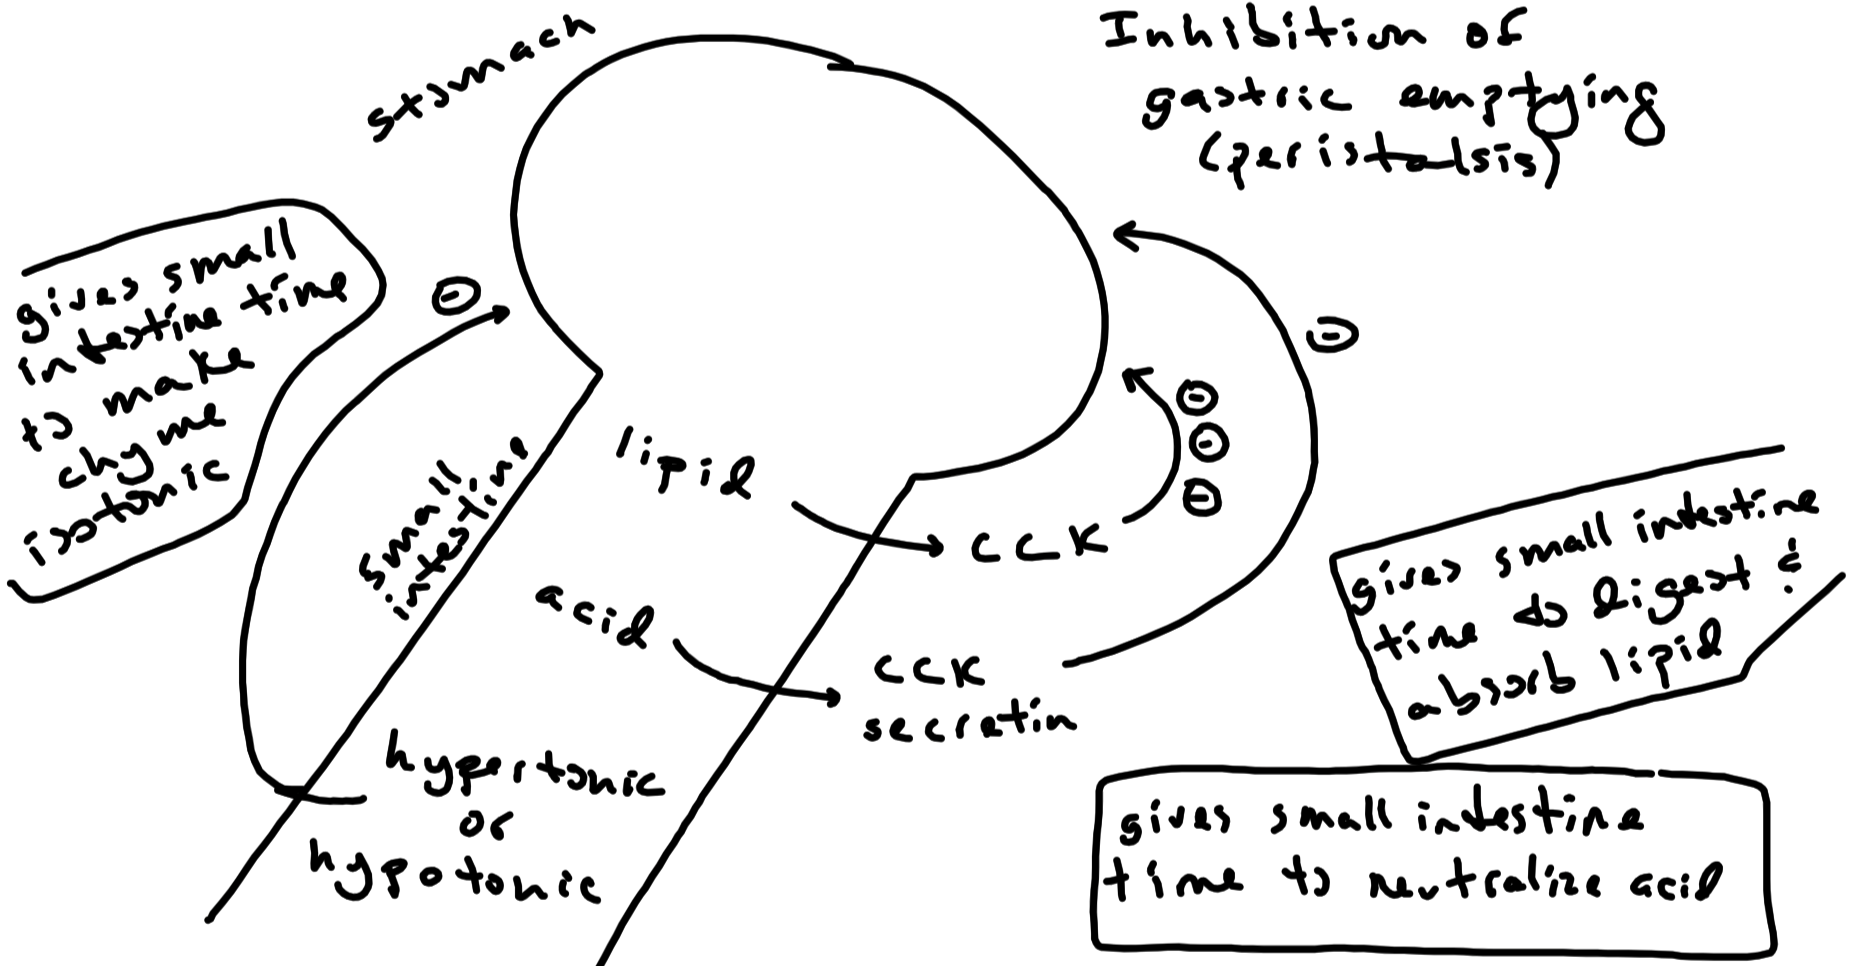 stomach
Inhibition of
gastric emptying
(peristalsis)
gives small
intestine time
to make
chyme
isotonic
⊖
⊖
⊖
⊖
⊖
small
intestine
lipid
CCK
acid
CCK
secretin
hypertonic
or
hypotonic
gives small intestine
time to digest &
absorb lipid
gives small intestine
time to neutralize acid